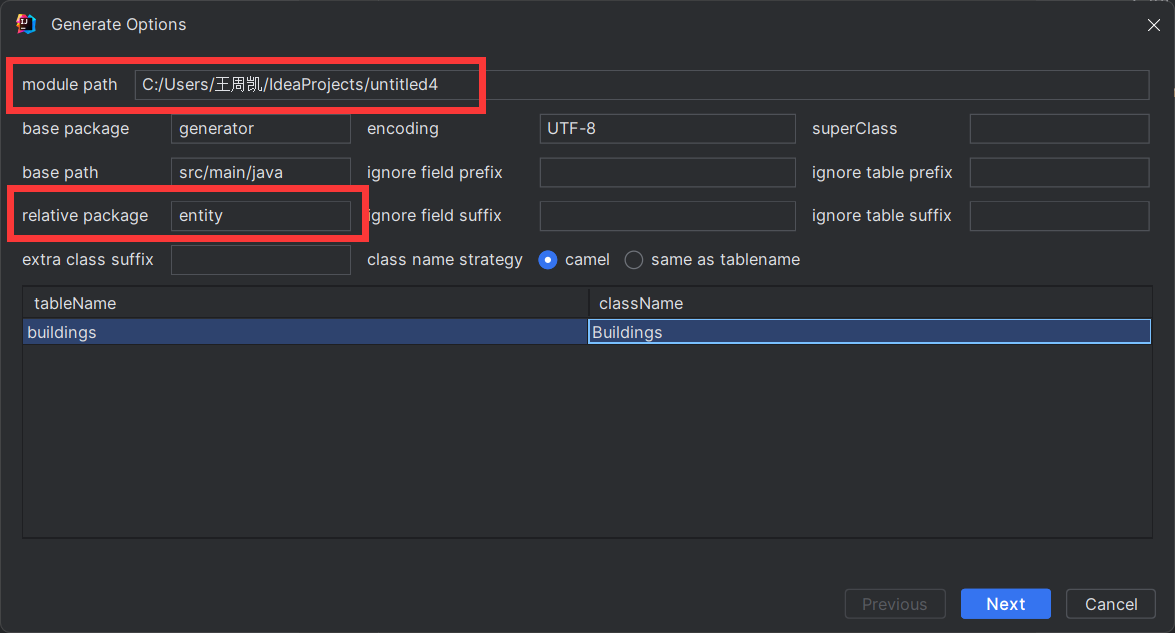 Generate Options
module path C:/Users/王周凯/IdeaProjects/untitled4
base package generator encoding UTF-8 superClass
base path src/main/java ignore field prefix ignore table prefix
relative package entity ignore field suffix ignore table suffix
extra class suffix class name strategy camel same as tablename
tableName className
buildings Buildings
Previous Next Cancel